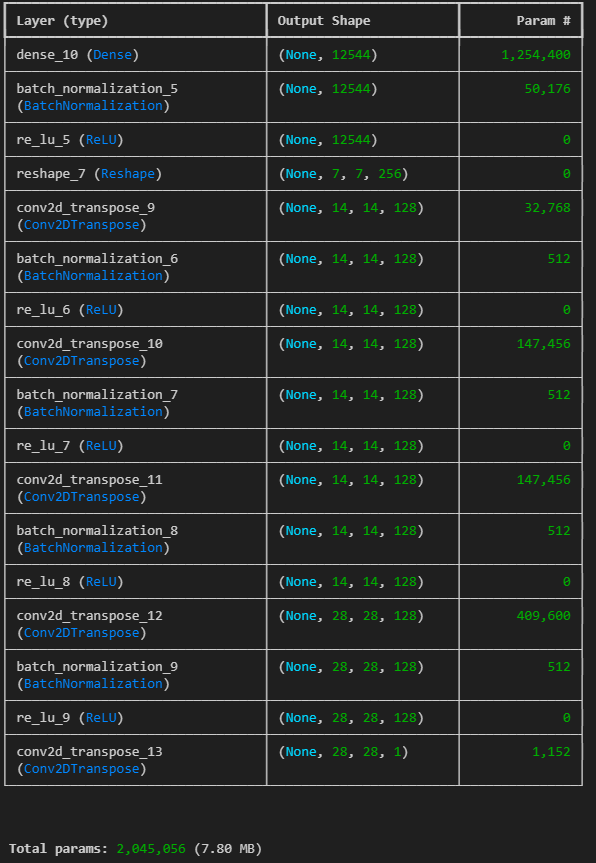 Layer (type) Output Shape Param #
dense_10 (Dense) (None, 12544) 1,254,400
batch_normalization_5 (None, 12544) 50,176
(BatchNormalization)
re_lu_5 (ReLU) (None, 12544) 0
reshape_7 (Reshape) (None, 7, 7, 256) 0
conv2d_transpose_9 (None, 14, 14, 128) 32,768
(Conv2DTranspose)
batch_normalization_6 (None, 14, 14, 128) 512
(BatchNormalization)
re_lu_6 (ReLU) (None, 14, 14, 128) 0
conv2d_transpose_10 (None, 14, 14, 128) 147,456
(Conv2DTranspose)
batch_normalization_7 (None, 14, 14, 128) 512
(BatchNormalization)
re_lu_7 (ReLU) (None, 14, 14, 128) 0
conv2d_transpose_11 (None, 14, 14, 128) 147,456
(Conv2DTranspose)
batch_normalization_8 (None, 14, 14, 128) 512
(BatchNormalization)
re_lu_8 (ReLU) (None, 14, 14, 128) 0
conv2d_transpose_12 (None, 28, 28, 128) 409,600
(Conv2DTranspose)
batch_normalization_9 (None, 28, 28, 128) 512
(BatchNormalization)
re_lu_9 (ReLU) (None, 28, 28, 128) 0
conv2d_transpose_13 (None, 28, 28, 1) 1,152
(Conv2DTranspose)
Total params: 2,045,056 (7.80 MB)